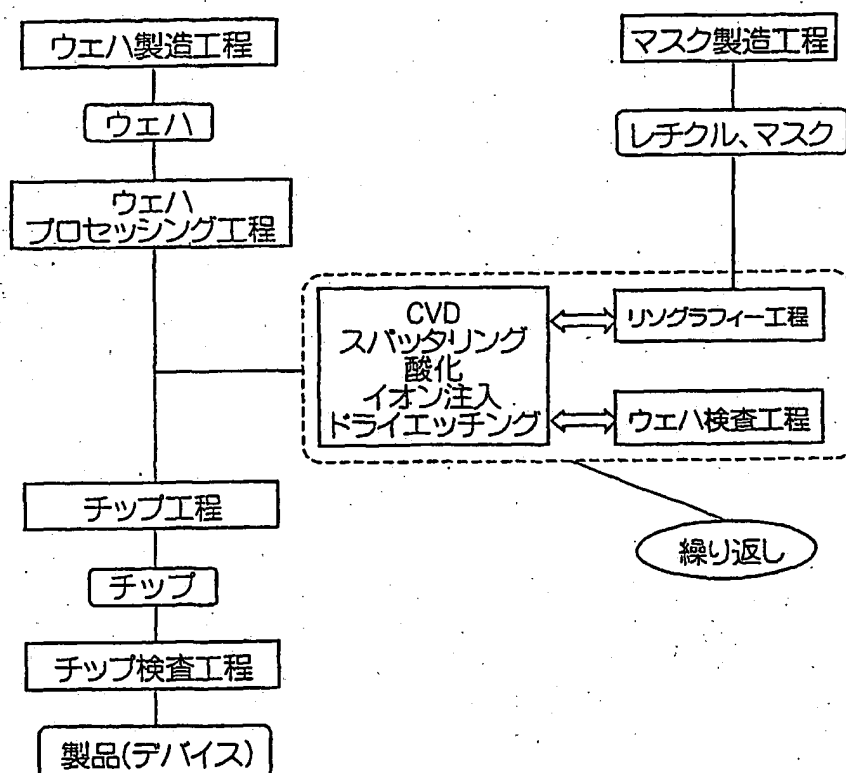 ウェハ製造工程
ウェハ
ウェハ
プロセッシング工程
チップ工程
チップ
チップ検査工程
製品(デバイス)
マスク製造工程
レチクル、マスク
CVD
スパッタリング
酸化
イオン注入
ドライエッチング
リソグラフィー工程
ウェハ検査工程
繰り返し